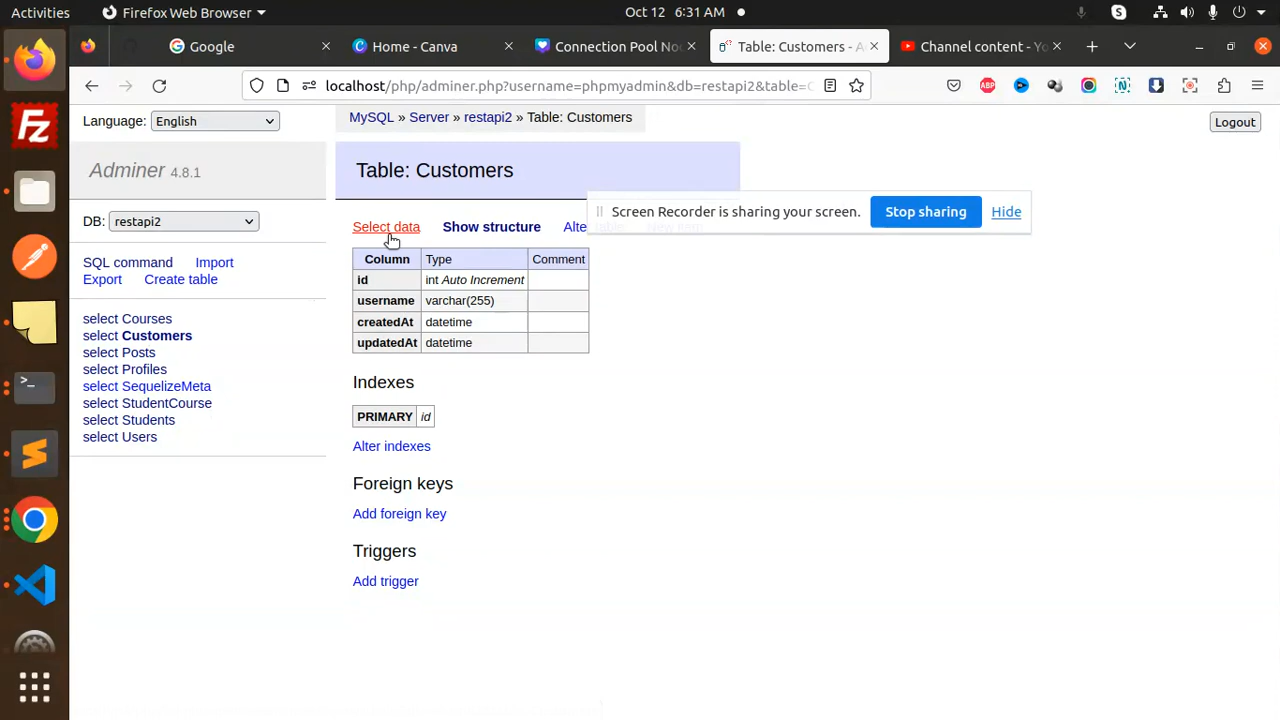 Activities Firefox Web Browser Oct 12 6:31 AM
Google Home - Canva Connection Pool No Table: Customers - A Channel content - Yo
localhost/php/adminer.php?username=phpmyadmin&db=restapi2&table=C
Language: English MySQL » Server » restapi2 » Table: Customers Logout
Adminer 4.8.1 Table: Customers
DB: restapi2
Screen Recorder is sharing your screen. Stop sharing Hide
Select data Show structure Alter table New item
SQL command Import
Export Create table
select Courses
select Customers
select Posts
select Profiles
select SequelizeMeta
select StudentCourse
select Students
select Users
Column Type Comment
id int Auto Increment
username varchar(255)
createdAt datetime
updatedAt datetime
Indexes
PRIMARY id
Alter indexes
Foreign keys
Add foreign key
Triggers
Add trigger